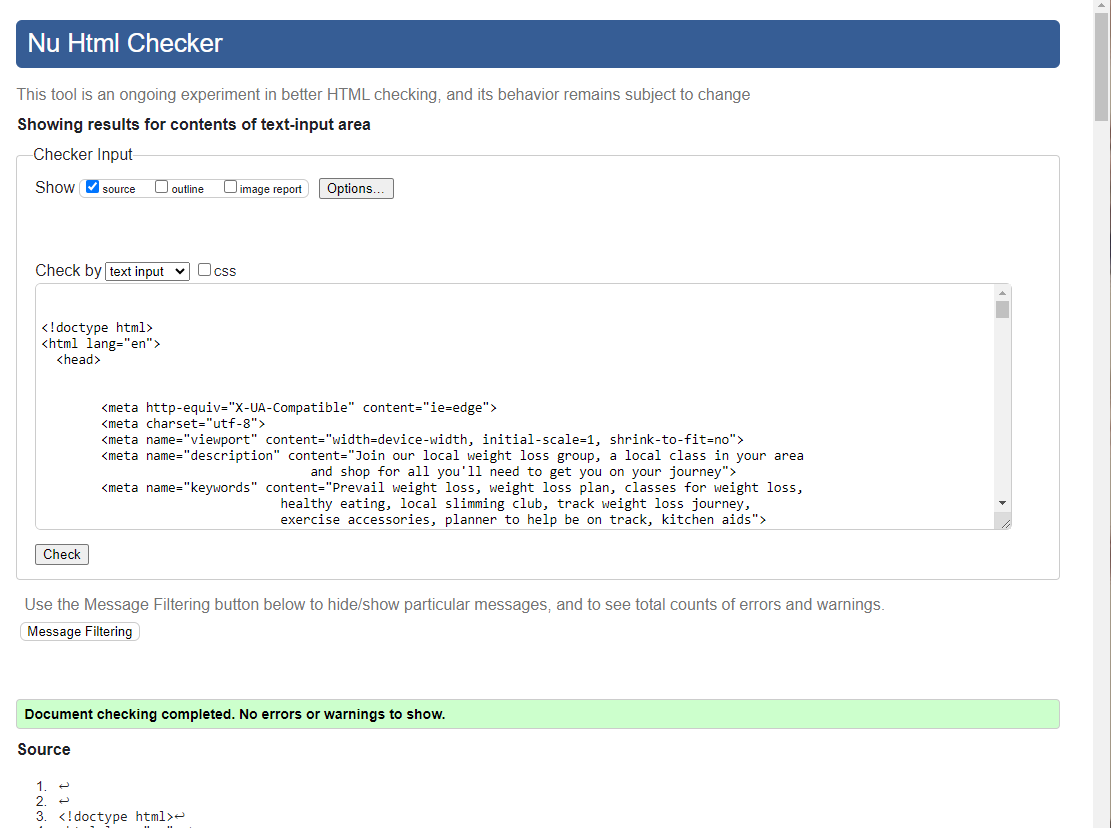 Nu Html Checker
This tool is an ongoing experiment in better HTML checking, and its behavior remains subject to change
Showing results for contents of text-input area
Checker Input
Show source outline image report Options...
Check by text input css
<!doctype html>
<html lang="en">
<head>
<meta http-equiv="X-UA-Compatible" content="ie=edge">
<meta charset="utf-8">
<meta name="viewport" content="width=device-width, initial-scale=1, shrink-to-fit=no">
<meta name="description" content="Join our local weight loss group, a local class in your area
and shop for all you'll need to get you on your journey">
<meta name="keywords" content="Prevail weight loss, weight loss plan, classes for weight loss,
healthy eating, local slimming club, track weight loss journey,
exercise accessories, planner to help be on track, kitchen aids">
Check
Use the Message Filtering button below to hide/show particular messages, and to see total counts of errors and warnings.
Message Filtering
Document checking completed. No errors or warnings to show.
Source
1. ↩
2. ↩
3. <!doctype html>↩